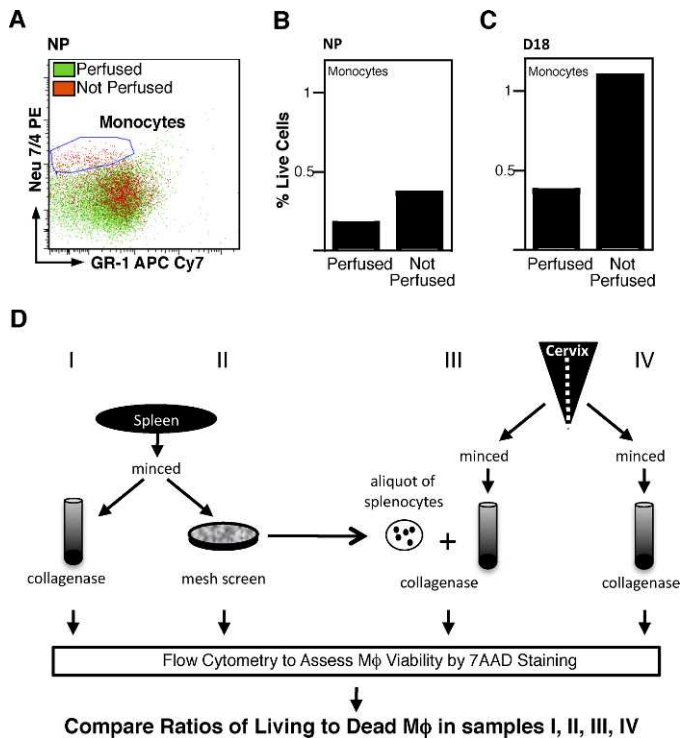 A
NP
Perfused
Not Perfused
Monocytes
Neu 7/4 PE
GR-1 APC Cy7
B
NP
Monocytes
1
0.5
% Live Cells
Perfused
Not
Perfused
C
D18
Monocytes
1
0.5
Perfused
Not
Perfused
D
I
II
III
IV
Spleen
Cervix
minced
minced
minced
aliquot of
splenocytes
+
collagenase
mesh screen
collagenase
collagenase
Flow Cytometry to Assess Mφ Viability by 7AAD Staining
Compare Ratios of Living to Dead Mφ in samples I, II, III, IV